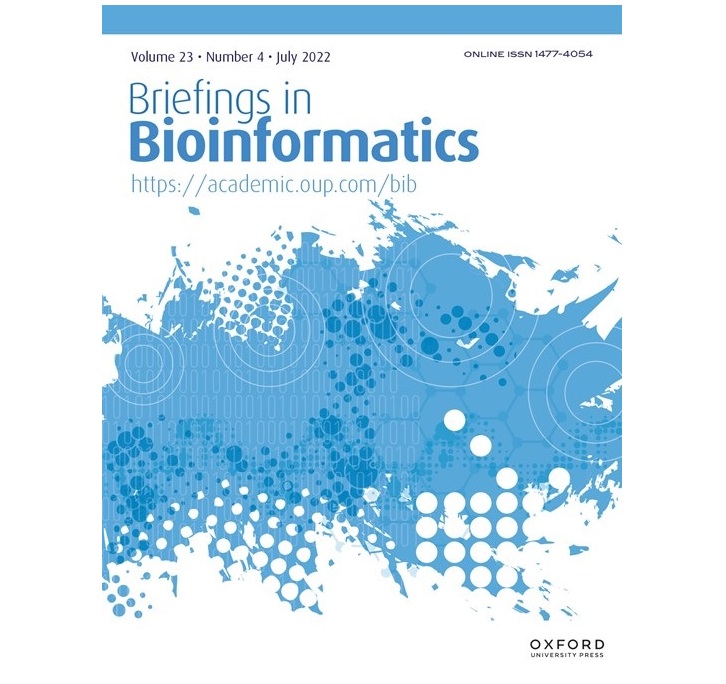 Volume 23 • Number 4 • July 2022
ONLINE ISSN 1477-4054
Briefings in
Bioinformatics
https://academic.oup.com/bib
OXFORD
UNIVERSITY PRESS